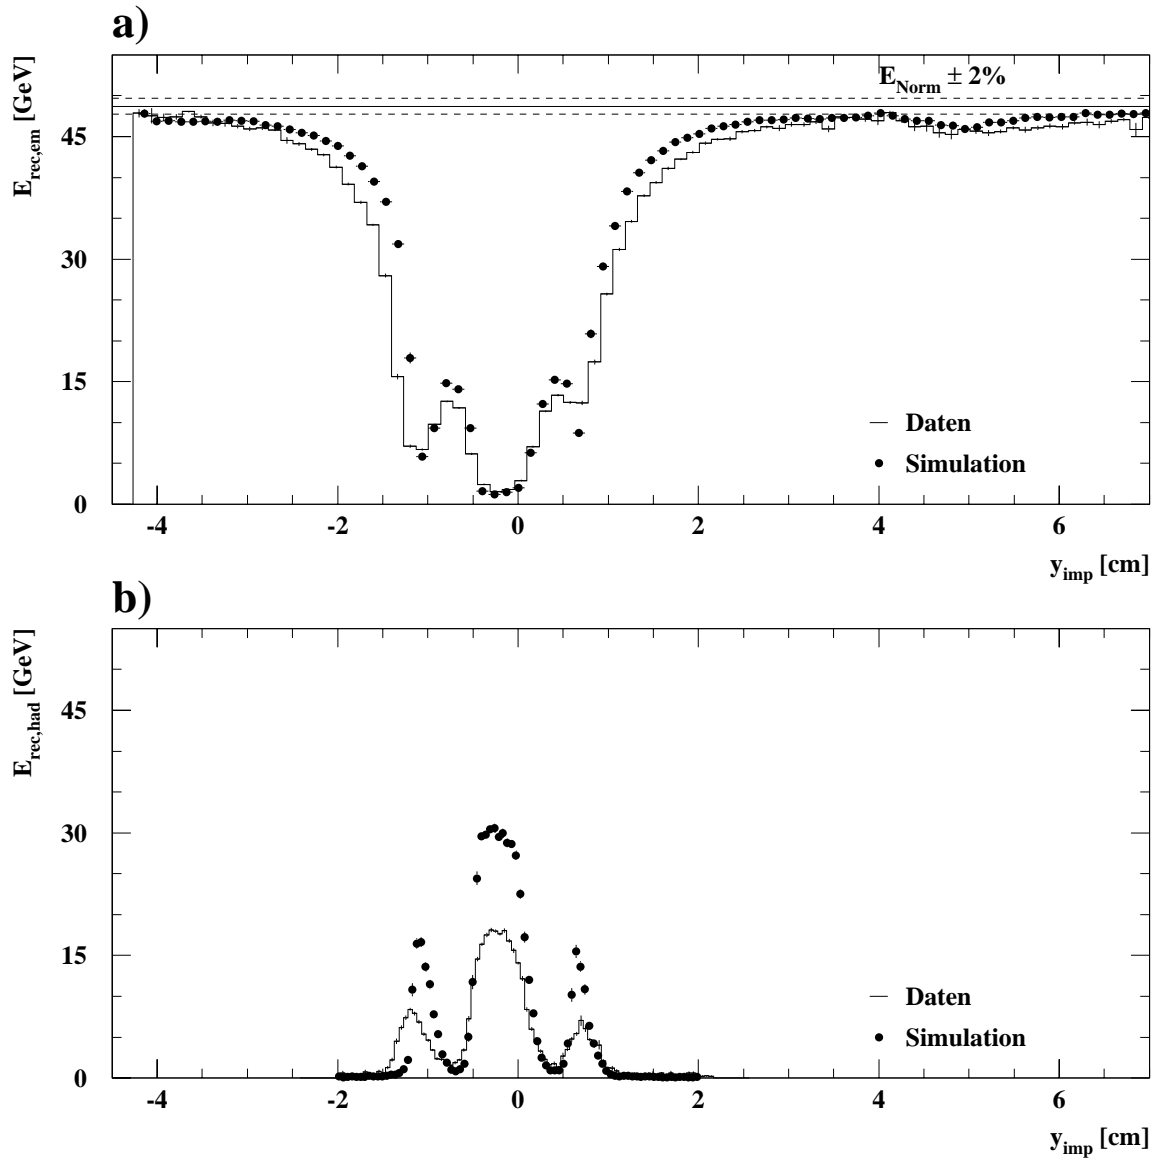 a)
E_rec,em [GeV]
E_Norm ± 2%
45
30
15
0
Daten
Simulation
-4 -2 0 2 4 6
y_imp [cm]
b)
E_rec,had [GeV]
45
30
15
0
Daten
Simulation
-4 -2 0 2 4 6
y_imp [cm]